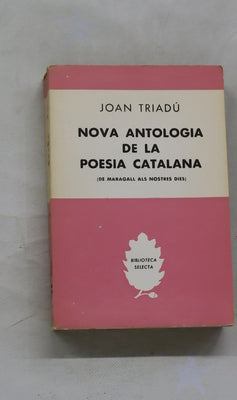 JOAN TRIADÚ
NOVA ANTOLOGIA
DE LA
POESIA CATALANA
(DE MARAGALL ALS NOSTRES DIES)
BIBLIOTECA
SELECTA